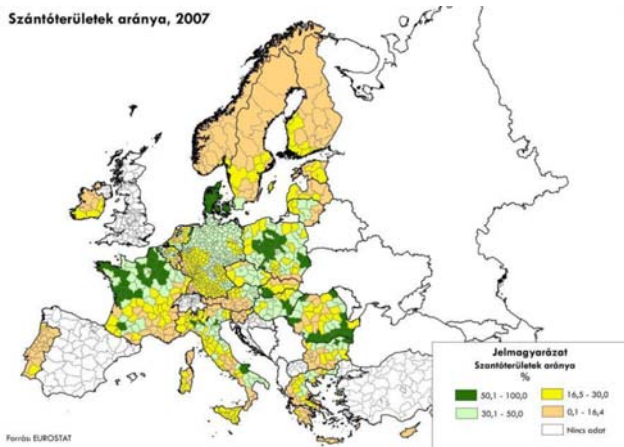 Szántóterületek aránya, 2007
Jelmagyarázat
Szántóterületek aránya
%
50,1 - 100,0
16,5 - 30,0
30,1 - 50,0
0,1 - 16,4
Nincs adat
Forrás: EUROSTAT